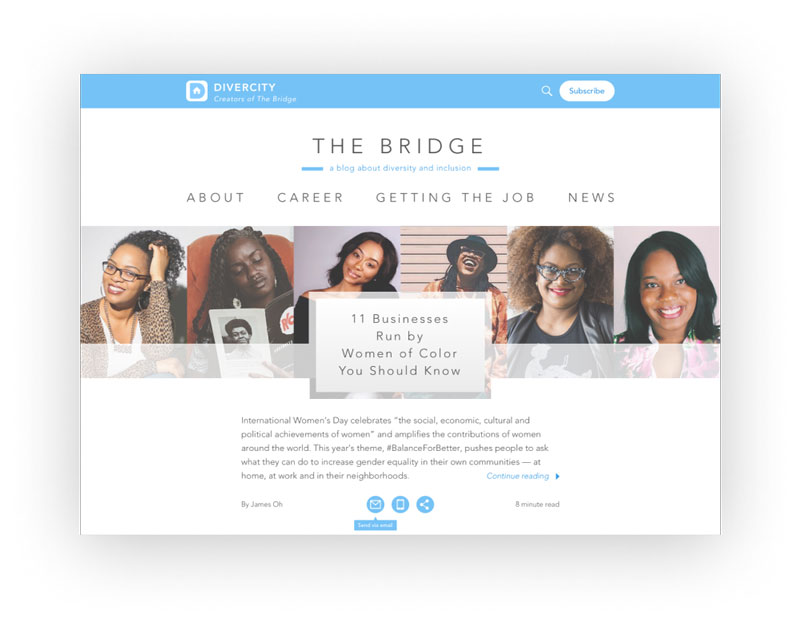 DIVERCITY
Creators of The Bridge
Subscribe
THE BRIDGE
a blog about diversity and inclusion
ABOUT CAREER GETTING THE JOB NEWS
11 Businesses
Run by
Women of Color
You Should Know
International Women's Day celebrates "the social, economic, cultural and
political achievements of women" and amplifies the contributions of women
around the world. This year's theme, #BalanceForBetter, pushes people to ask
what they can do to increase gender equality in their own communities — at
home, at work and in their neighborhoods. Continue reading
By James Oh 8 minute read
Send via email